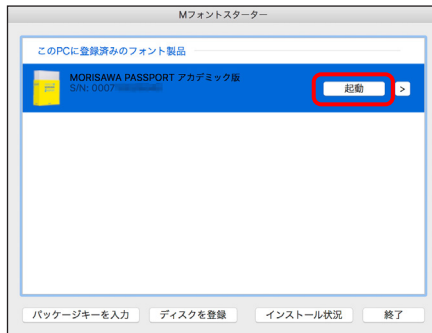 Mフォントスターター
このPCに登録済みのフォント製品
MORISAWA PASSPORT アカデミック版
S/N: 0007
起動
>
パッケージキーを入力
ディスクを登録
インストール状況
終了